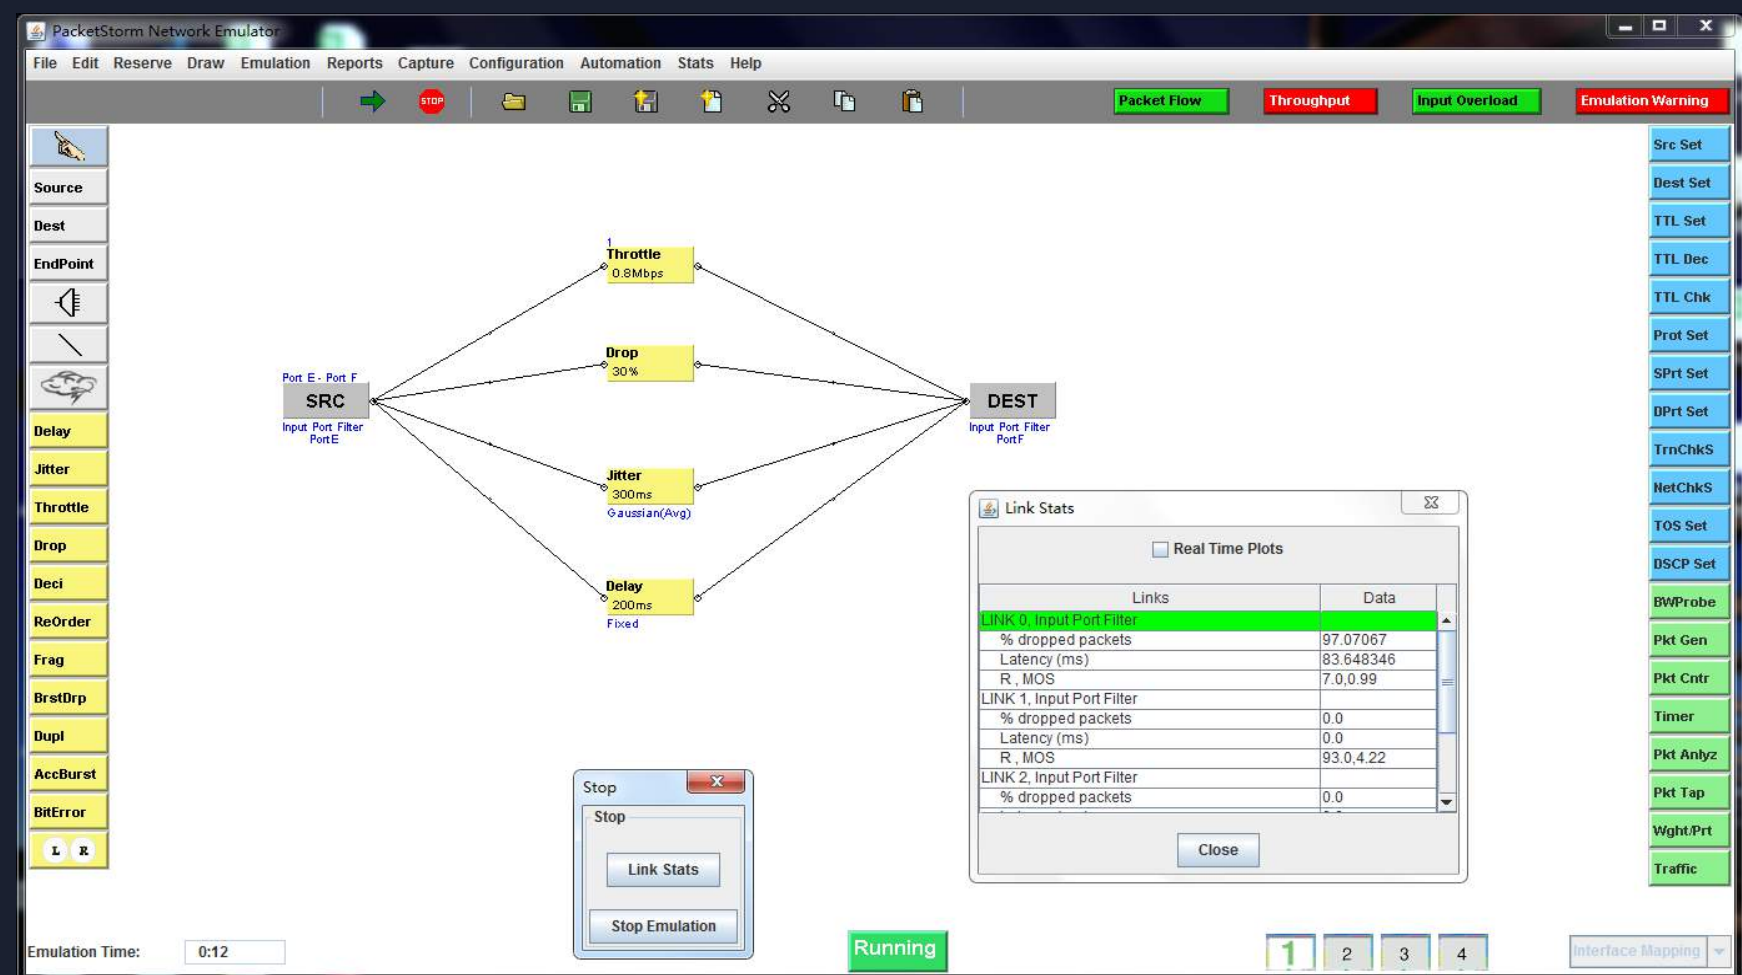 PacketStorm Network Emulator
File Edit Reserve Draw Emulation Reports Capture Configuration Automation Stats Help
STOP
Packet Flow
Throughput
Input Overload
Emulation Warning
Source
Dest
EndPoint
Delay
Jitter
Throttle
Drop
Deci
ReOrder
Frag
BrstDrp
Dupl
AccBurst
BitError
L R
1
Throttle
0.8Mbps
Drop
30%
Port E - Port F
SRC
Input Port Filter
PortE
DEST
Input Port Filter
PortF
Jitter
300ms
Gaussian(Avg)
Delay
200ms
Fixed
Link Stats
Real Time Plots
Links Data
LINK 0, Input Port Filter
% dropped packets 97.07067
Latency (ms) 83.648346
R , MOS 7.0,0.99
LINK 1, Input Port Filter
% dropped packets 0.0
Latency (ms) 0.0
R , MOS 93.0,4.22
LINK 2, Input Port Filter
% dropped packets 0.0
Close
Stop
Stop
Link Stats
Stop Emulation
Src Set
Dest Set
TTL Set
TTL Dec
TTL Chk
Prot Set
SPrt Set
DPrt Set
TrnChkS
NetChkS
TOS Set
DSCP Set
BWProbe
Pkt Gen
Pkt Cntr
Timer
Pkt Anlyz
Pkt Tap
Wght/Prt
Traffic
Emulation Time: 0:12
Running
1 2 3 4
Interface Mapping